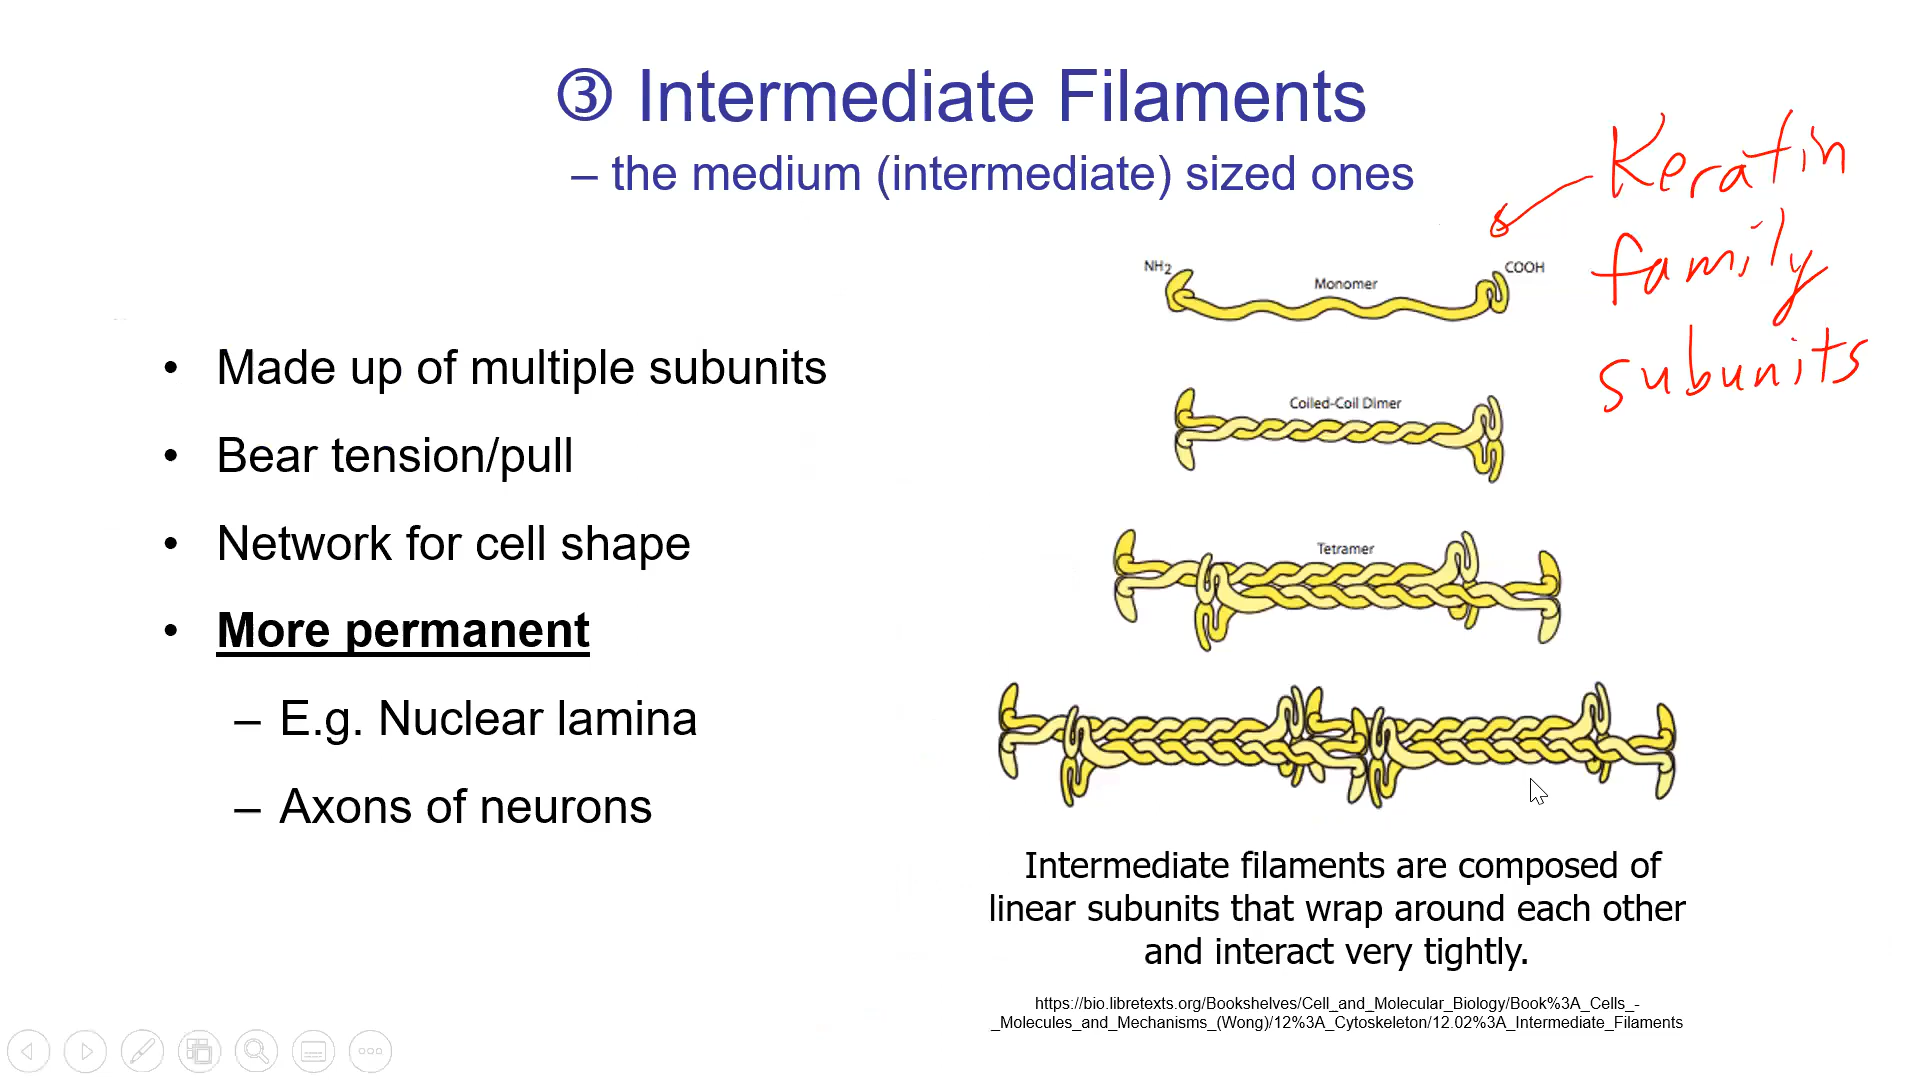 ③ Intermediate Filaments
– the medium (intermediate) sized ones
Keratin
family
subunits
• Made up of multiple subunits
• Bear tension/pull
• Network for cell shape
• More permanent
– E.g. Nuclear lamina
– Axons of neurons
NH2
COOH
Monomer
Coiled-Coil Dimer
Tetramer
Intermediate filaments are composed of
linear subunits that wrap around each other
and interact very tightly.
https://bio.libretexts.org/Bookshelves/Cell_and_Molecular_Biology/Book%3A_Cells_-
_Molecules_and_Mechanisms_(Wong)/12%3A_Cytoskeleton/12.02%3A_Intermediate_Filaments